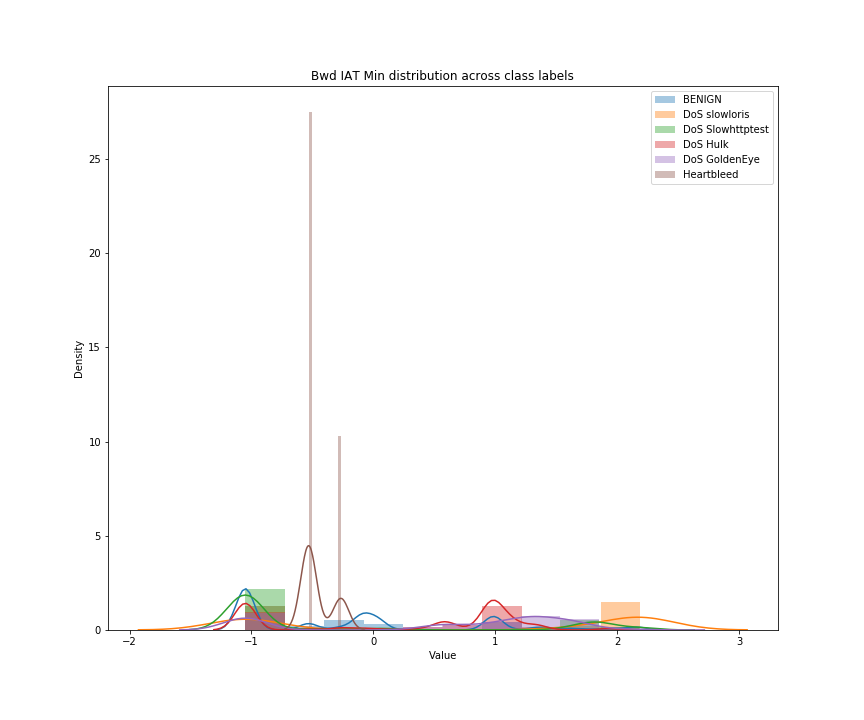 Bwd IAT Min distribution across class labels
BENIGN
DoS slowloris
DoS Slowhttptest
DoS Hulk
DoS GoldenEye
Heartbleed
25
20
15
10
5
0
Density
−2
−1
0
1
2
3
Value